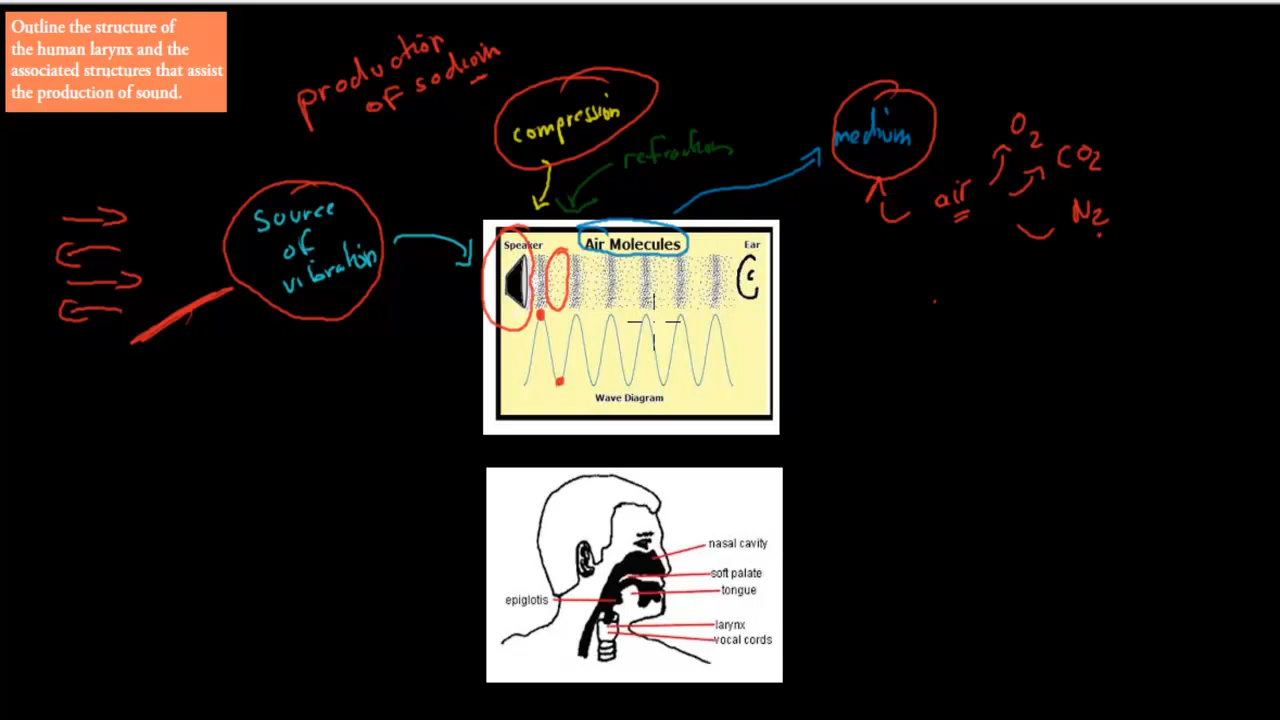 Outline the structure of
the human larynx and the
associated structures that assist
the production of sound.
production
of sodium
compression
refractions
medium
O2
CO2
air
N2
Source
of
vibration
Speaker
Air Molecules
Ear
Wave Diagram
nasal cavity
soft palate
tongue
epiglotis
larynx
vocal cords